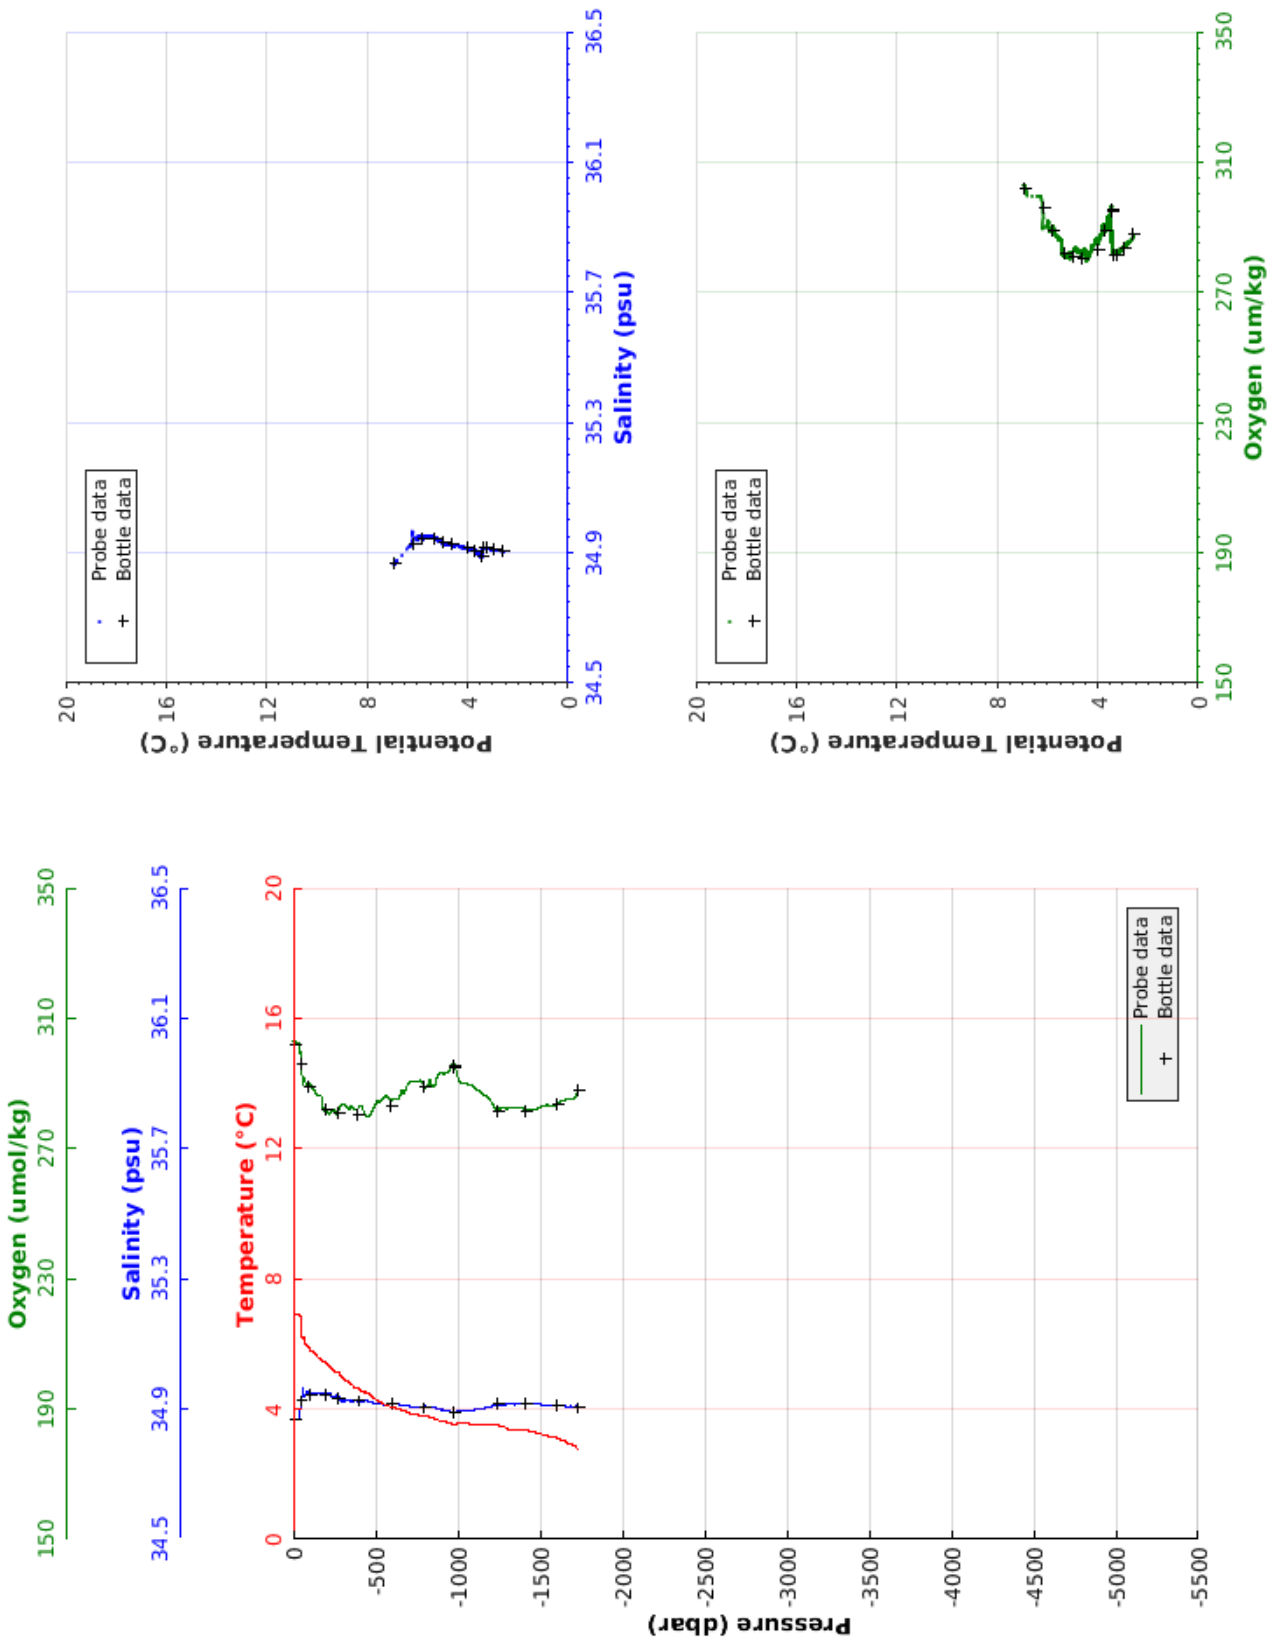 Oxygen (umol/kg)
150 190 230 270 310 350
Salinity (psu)
34.5 34.9 35.3 35.7 36.1 36.5
Temperature (°C)
0 4 8 12 16 20
Pressure (dbar)
0
-500
-1000
-1500
-2000
-2500
-3000
-3500
-4000
-4500
-5000
-5500
Probe data
Bottle data
Potential Temperature (°C)
20
16
12
8
4
0
Probe data
Bottle data
34.5 34.9 35.3 35.7 36.1 36.5
Salinity (psu)
Potential Temperature (°C)
20
16
12
8
4
0
Probe data
Bottle data
150 190 230 270 310 350
Oxygen (um/kg)